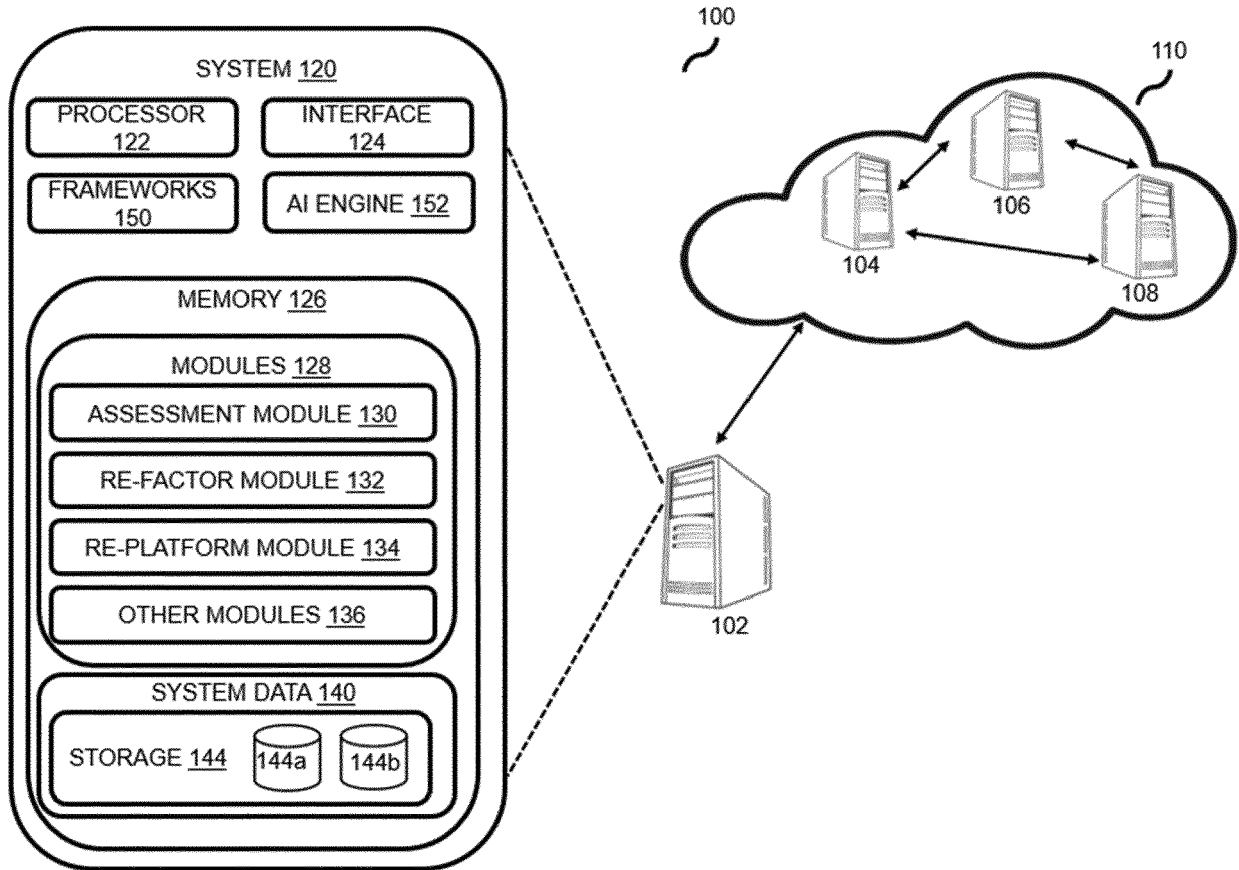 SYSTEM 120
PROCESSOR
122
INTERFACE
124
FRAMEWORKS
150
AI ENGINE 152
MEMORY 126
MODULES 128
ASSESSMENT MODULE 130
RE-FACTOR MODULE 132
RE-PLATFORM MODULE 134
OTHER MODULES 136
SYSTEM DATA 140
STORAGE 144
144a
144b
100
110
106
104
108
102